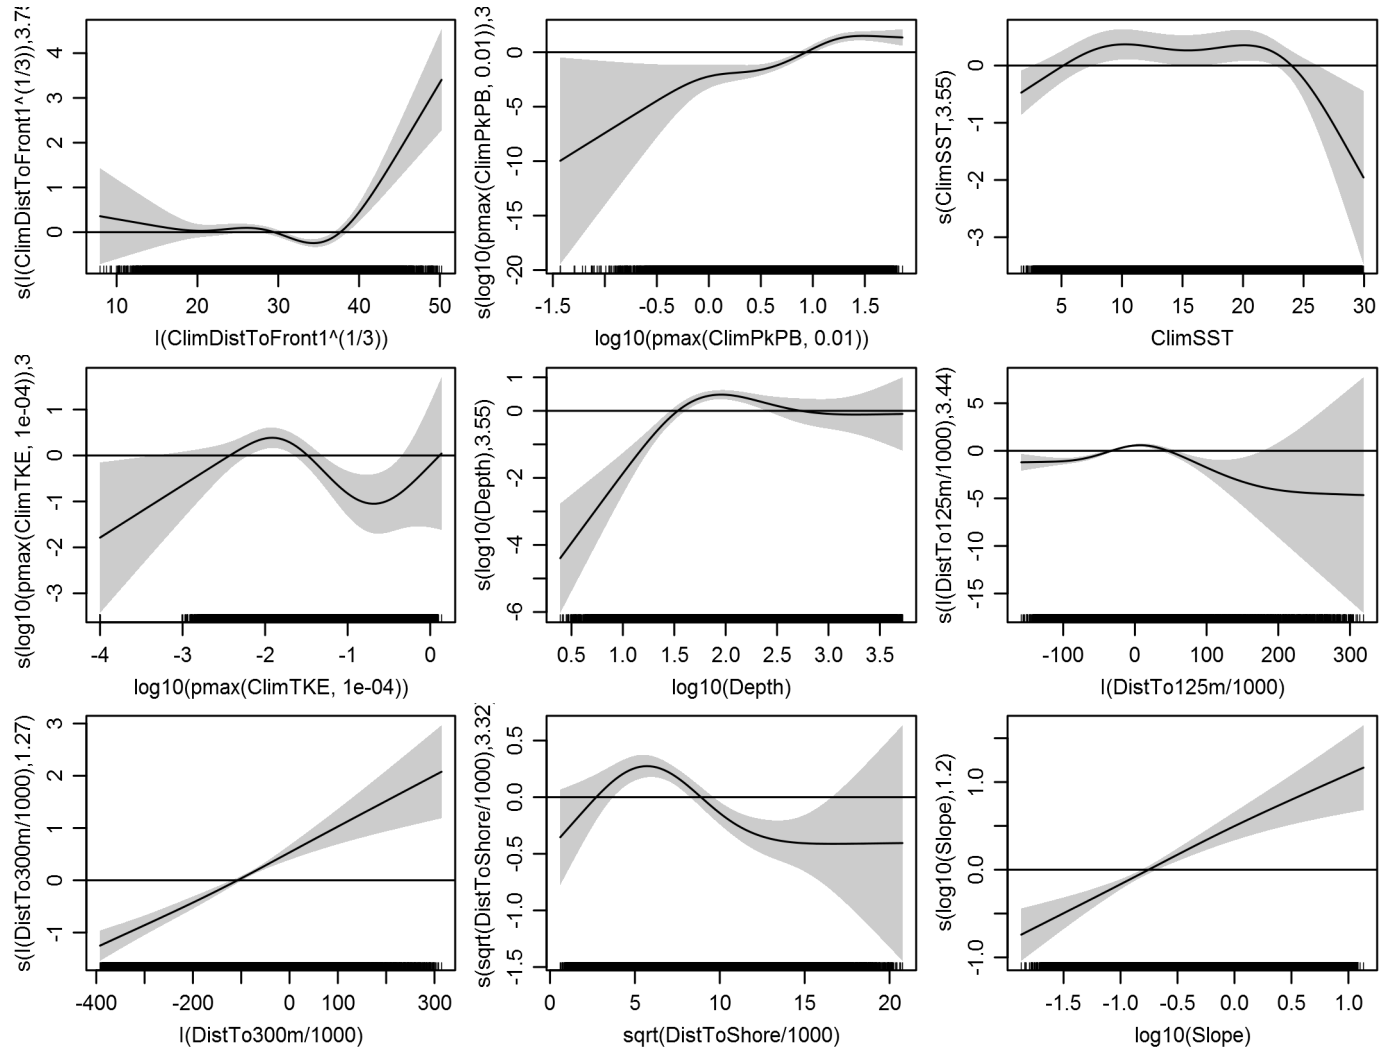 s(I(ClimDistToFront1^(1/3)),3.75
4
3
2
1
0
10 20 30 40 50
I(ClimDistToFront1^(1/3))
s(log10(pmax(ClimPkPB, 0.01)),3
0
-5
-10
-15
-20
-1.5 -0.5 0.0 0.5 1.0 1.5
log10(pmax(ClimPkPB, 0.01))
s(ClimSST,3.55)
0
-1
-2
-3
5 10 15 20 25 30
ClimSST
s(log10(pmax(ClimTKE, 1e-04)),3
1
0
-1
-2
-3
-4 -3 -2 -1 0
log10(pmax(ClimTKE, 1e-04))
s(log10(Depth),3.55)
1
0
-2
-4
-6
0.5 1.0 1.5 2.0 2.5 3.0 3.5
log10(Depth)
s(I(DistTo125m/1000),3.44)
5
0
-5
-10
-15
-100 0 100 200 300
I(DistTo125m/1000)
s(I(DistTo300m/1000),1.27)
3
2
1
0
-1
-400 -200 0 100 300
I(DistTo300m/1000)
s(sqrt(DistToShore/1000),3.32
0.5
0.0
-0.5
-1.0
-1.5
0 5 10 15 20
sqrt(DistToShore/1000)
s(log10(Slope),1.2)
1.0
0.0
-1.0
-1.5 -1.0 -0.5 0.0 0.5 1.0
log10(Slope)